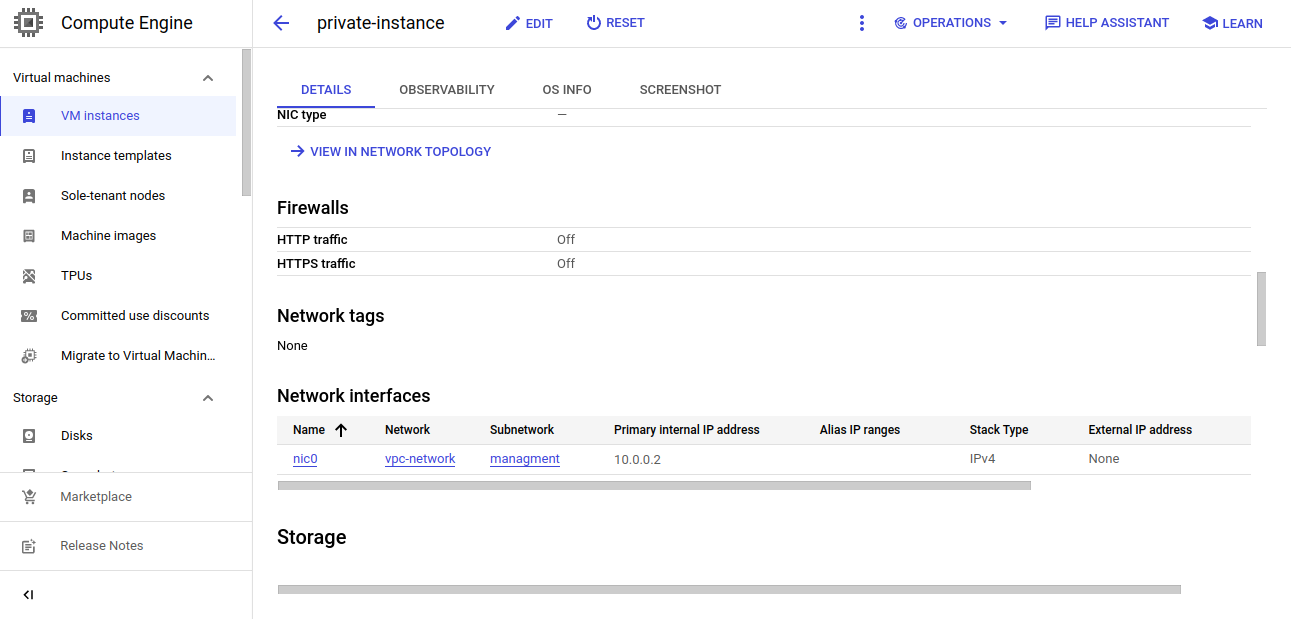 Compute Engine
private-instance
EDIT
RESET
OPERATIONS
HELP ASSISTANT
LEARN
Virtual machines
VM instances
Instance templates
Sole-tenant nodes
Machine images
TPUs
Committed use discounts
Migrate to Virtual Machin...
Storage
Disks
Marketplace
Release Notes
DETAILS
OBSERVABILITY
OS INFO
SCREENSHOT
NIC type —
VIEW IN NETWORK TOPOLOGY
Firewalls
HTTP traffic Off
HTTPS traffic Off
Network tags
None
Network interfaces
Name Network Subnetwork Primary internal IP address Alias IP ranges Stack Type External IP address
nic0 vpc-network managment 10.0.0.2 IPv4 None
Storage